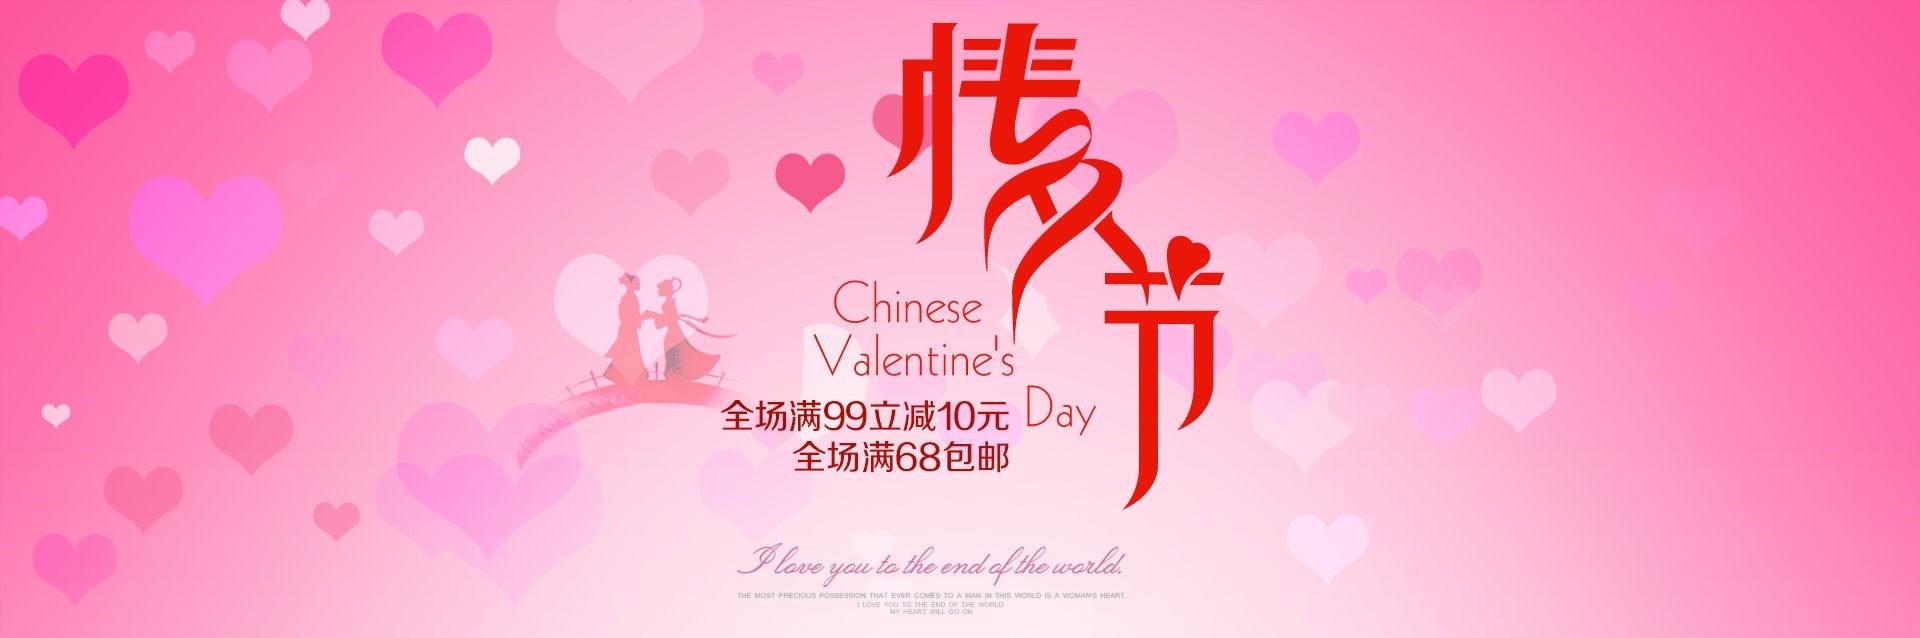 情人节
Chinese
Valentine's
Day
全场满99立减10元
全场满68包邮
I love you to the end of the world.
THE MOST PRECIOUS POSSESSION THAT EVER COMES TO A MAN IN THIS WORLD IS A WOMAN'S HEART.
I LOVE YOU TO THE END OF THE WORLD.
MY HEART WILL GO ON